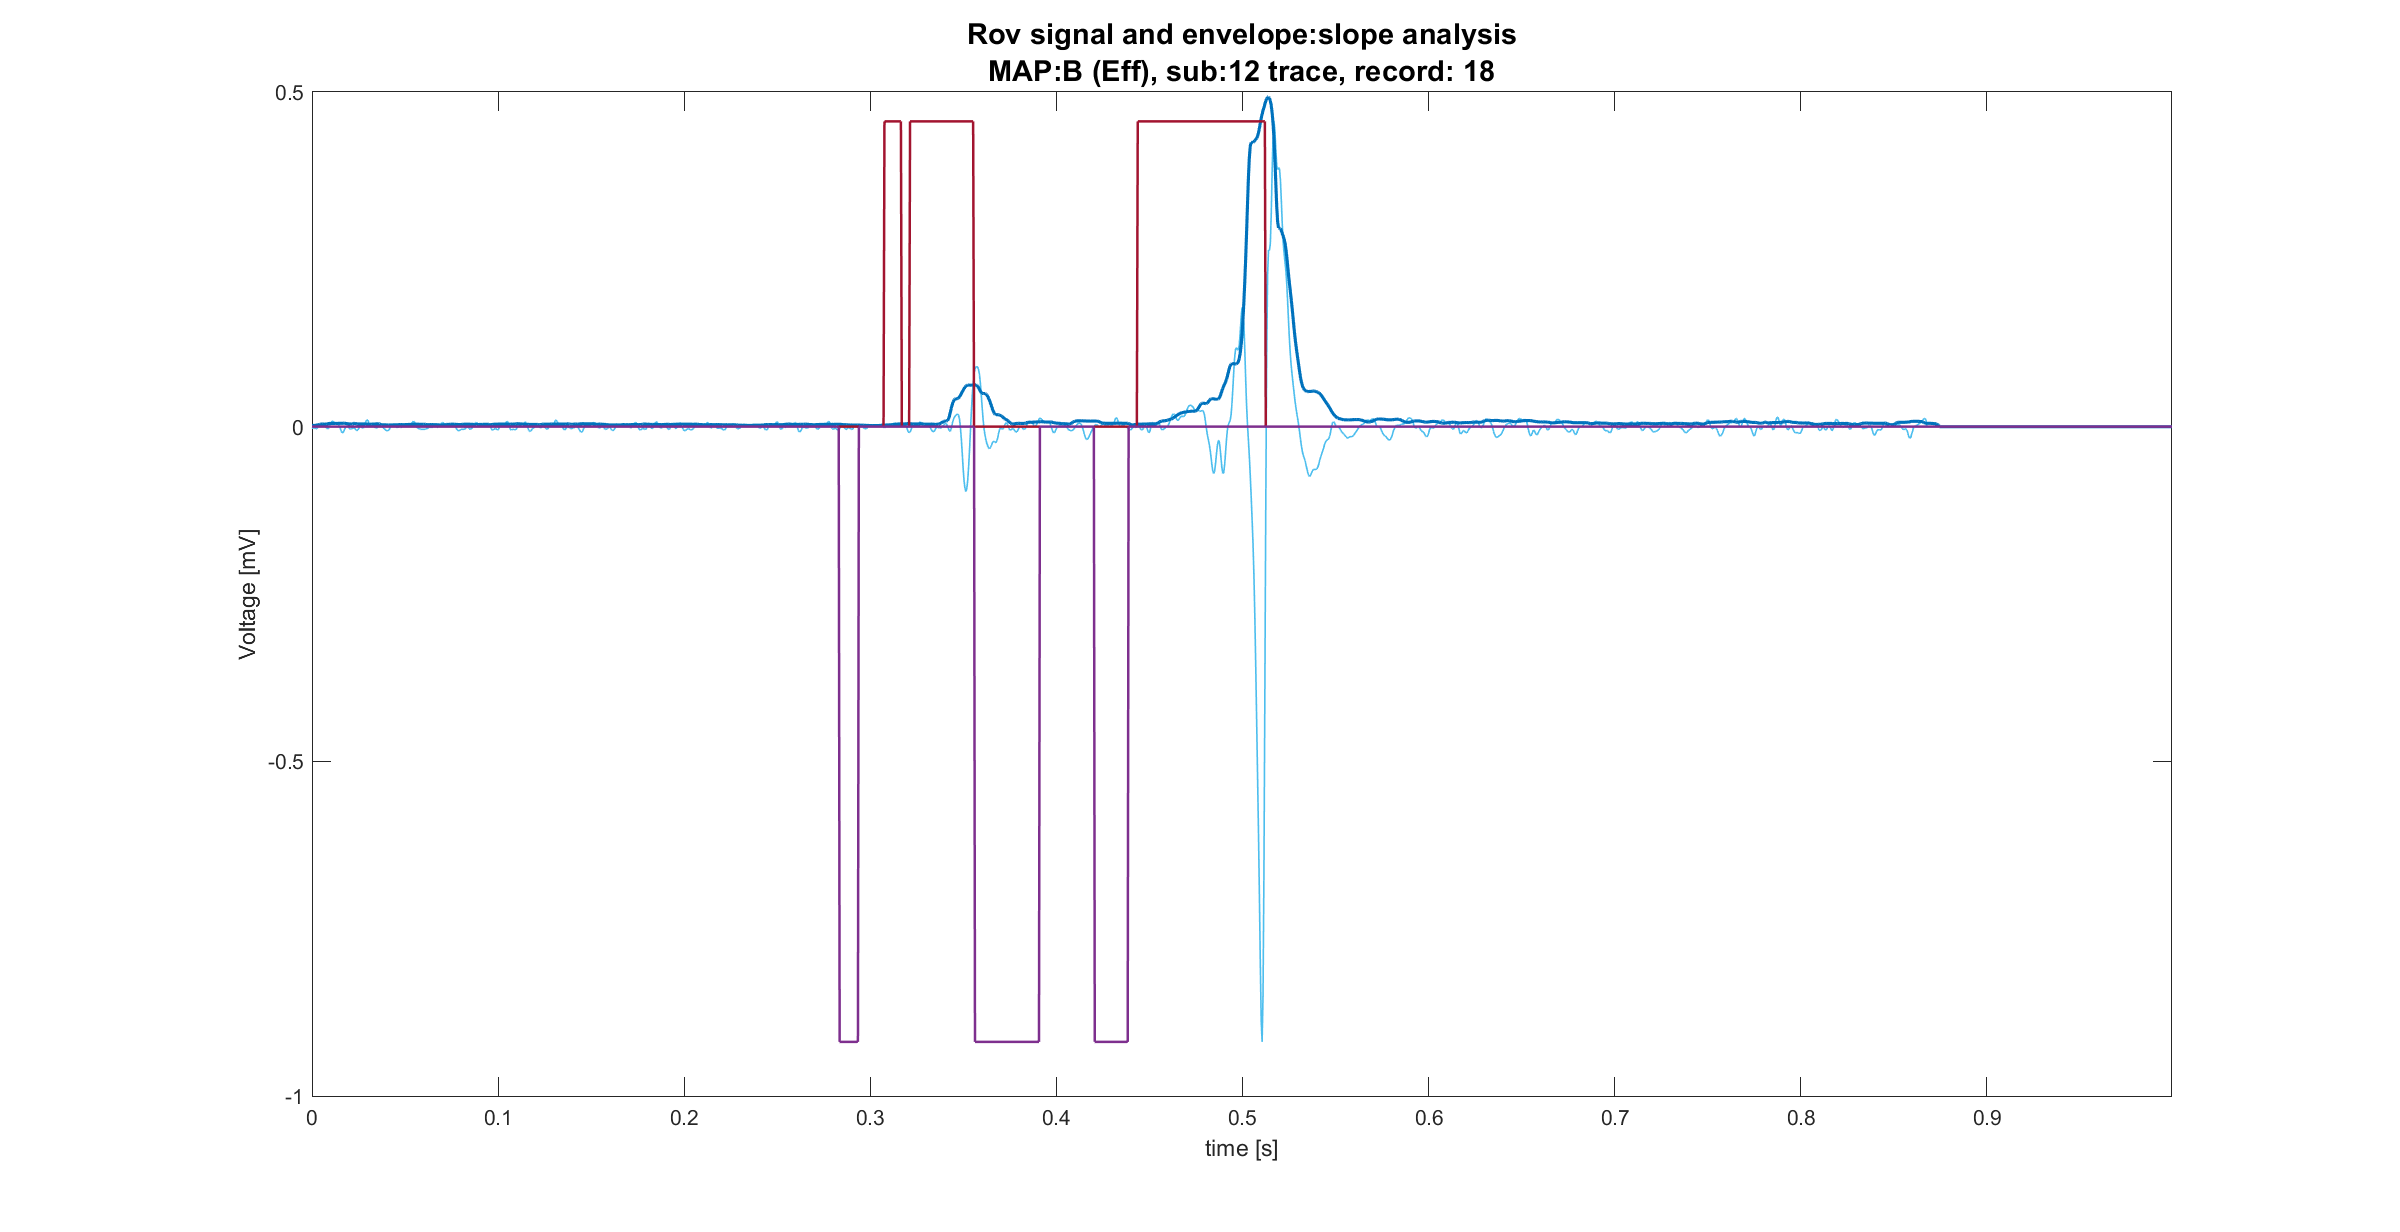 Rov signal and envelope:slope analysis
MAP:B (Eff), sub:12 trace, record: 18
0.5
0
-0.5
-1
Voltage [mV]
0 0.1 0.2 0.3 0.4 0.5 0.6 0.7 0.8 0.9
time [s]